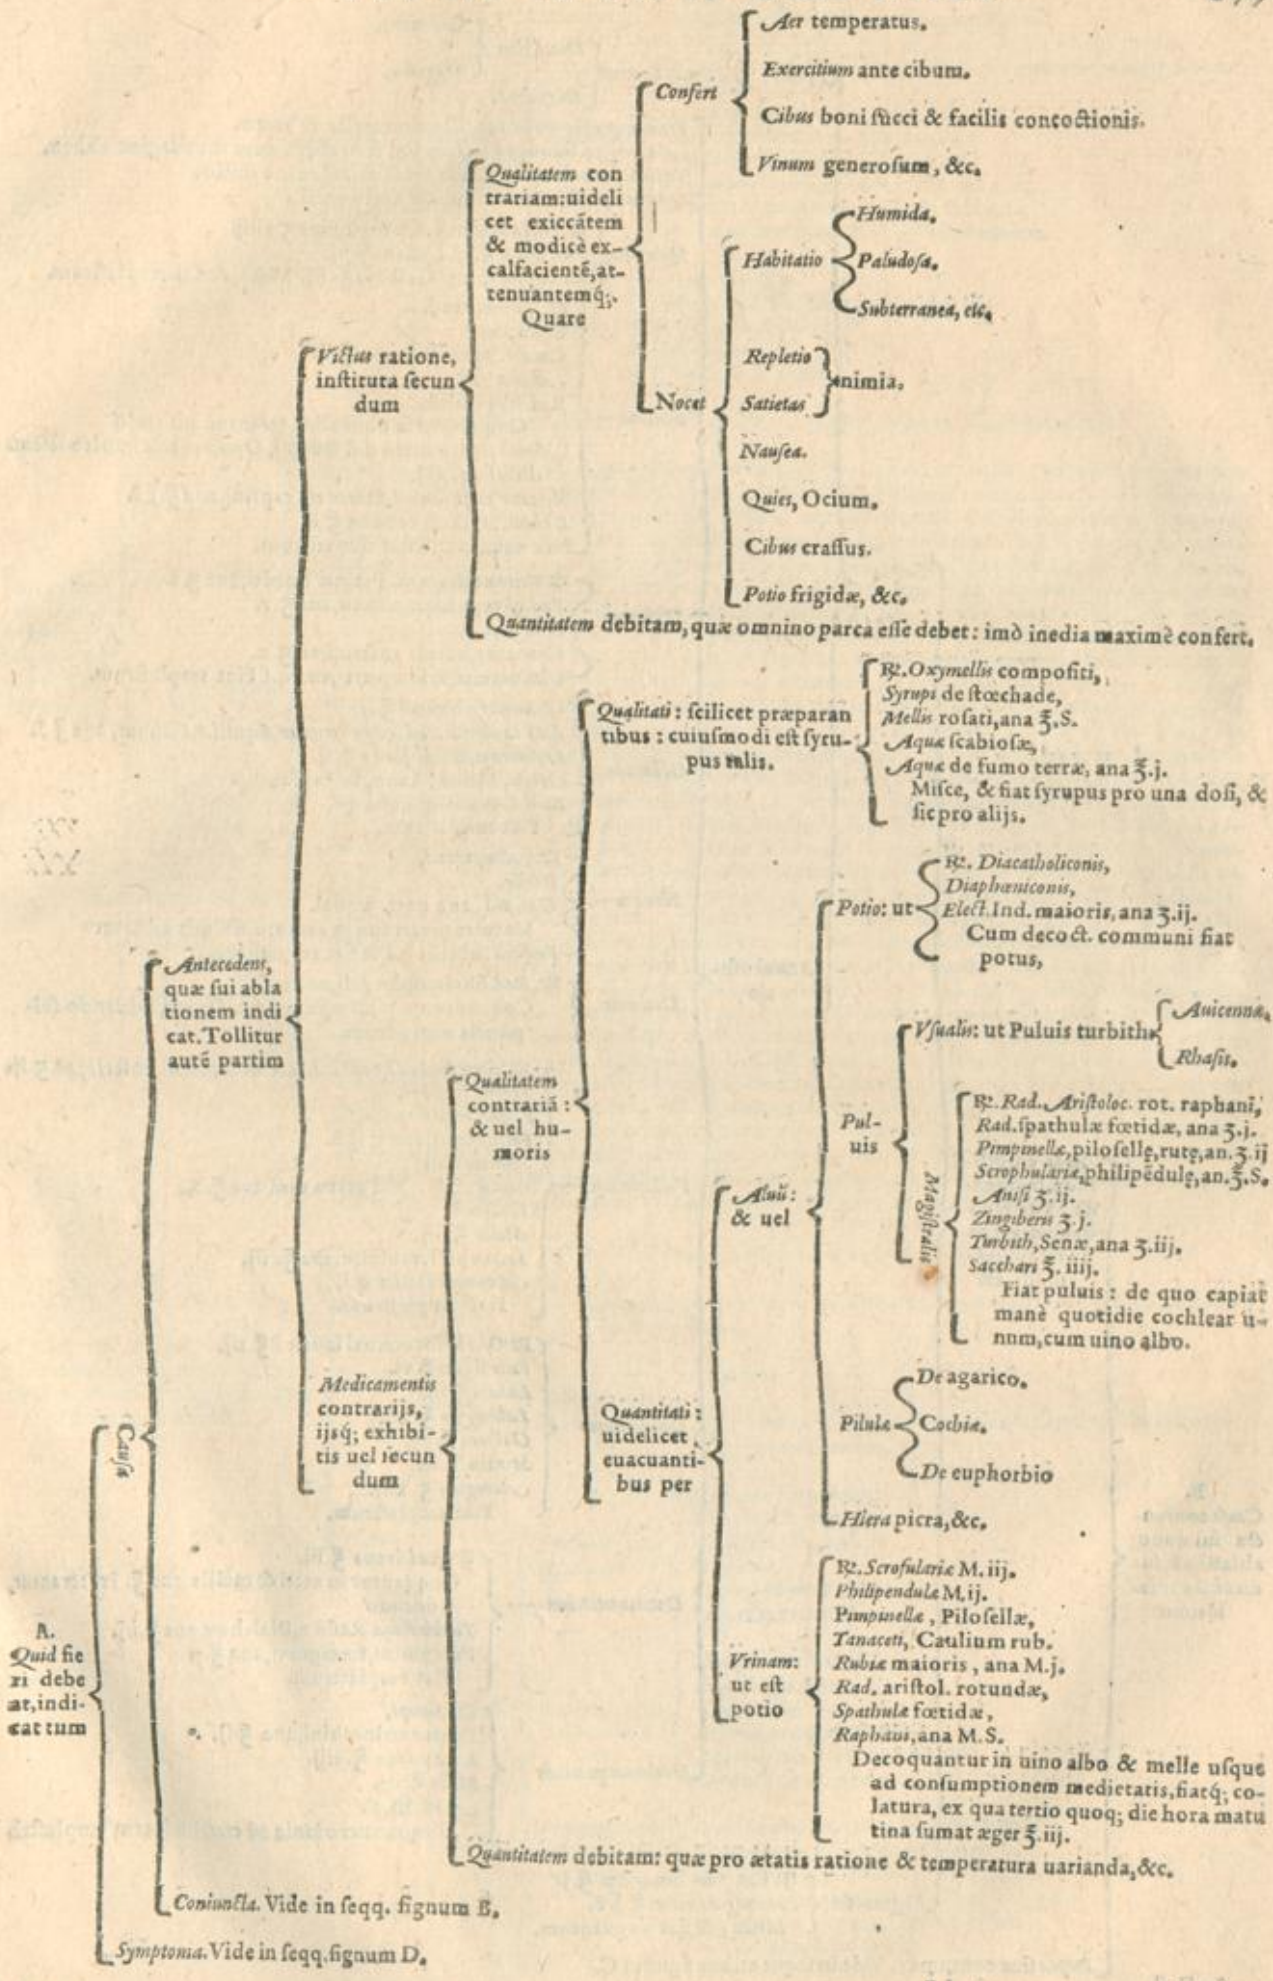 A.
Quid fie
ri debe
at, indi-
cat tum
Causa
Antecedens,
quæ sui abla
tionem indi
cat. Tollitur
autē partim
Victus ratione,
instituta secun
dum
Qualitatem con
trariam: uideli
cet exiccātem
& modicè ex-
calfacientē, at-
tenuantemq́;.
Quare
Confert
Aer temperatus.
Exercitium ante cibum.
Cibus boni succi & facilis concoctionis.
Vinum generosum, &c.
Nocet
Habitatio
Humida.
Paludosa.
Subterranea, etc.
Repletio
Satietas
nimia.
Nausea.
Quies, Ocium.
Cibus crassus.
Potio frigidæ, &c.
Quantitatem debitam, quæ omnino parca esse debet: imò inedia maximè confert.
Medicamentis
contrarijs,
ijsq́; exhibi-
tis uel secun
dum
Qualitatem
contrariā:
& uel hu-
moris
Qualitati: scilicet præparan
tibus: cuiusmodi est syru-
pus talis.
℞. Oxymellis compositi,
Syrupi de stœchade,
Mellis rosati, ana ℥.S.
Aquæ scabiosæ,
Aquæ de fumo terræ, ana ℥.j.
Misce, & fiat syrupus pro una dosi, &
sic pro alijs.
Quantitati:
uidelicet
euacuanti-
bus per
Aluū:
& uel
Potio: ut
℞. Diacatholiconis,
Diaphœniconis,
Elect. Ind. maioris, ana ʒ.ij.
Cum decoct. communi fiat
potus,
Pul-
uis
Vsualis: ut Puluis turbith
Auicennæ.
Rhasis.
Magistralis
℞. Rad. Aristoloc. rot. raphani,
Rad. spathulæ fœtidæ, ana ʒ.j.
Pimpinellæ, pilosellę, rutę, an. ʒ.ij
Scrophulariæ, philipēdulę, an. ℥.S.
Anisi ʒ.ij.
Zingiberis ʒ.j.
Turbith, Senæ, ana ʒ.iij.
Sacchari ℥. iiij.
Fiat puluis: de quo capiat
manè quotidie cochlear u-
num, cum uino albo.
Pilulæ
De agarico.
Cochiæ.
De euphorbio
Hiera picra, &c.
Vrinam:
ut est
potio
℞. Scrofulariæ M. iij.
Philipendulæ M. ij.
Pimpinellæ, Pilosellæ,
Tanaceti, Caulium rub.
Rubiæ maioris, ana M. j.
Rad. aristol. rotundæ,
Spathulæ fœtidæ,
Raphani, ana M. S.
Decoquantur in uino albo & melle usque
ad consumptionem medietatis, fiatq́; co-
latura, ex qua tertio quoq; die hora matu
tina sumat æger ℥.iij.
Quantitatem debitam: quæ pro ætatis ratione & temperatura uarianda, &c.
Coniuncta. Vide in seqq. signum B.
Symptoma. Vide in seqq. signum D.